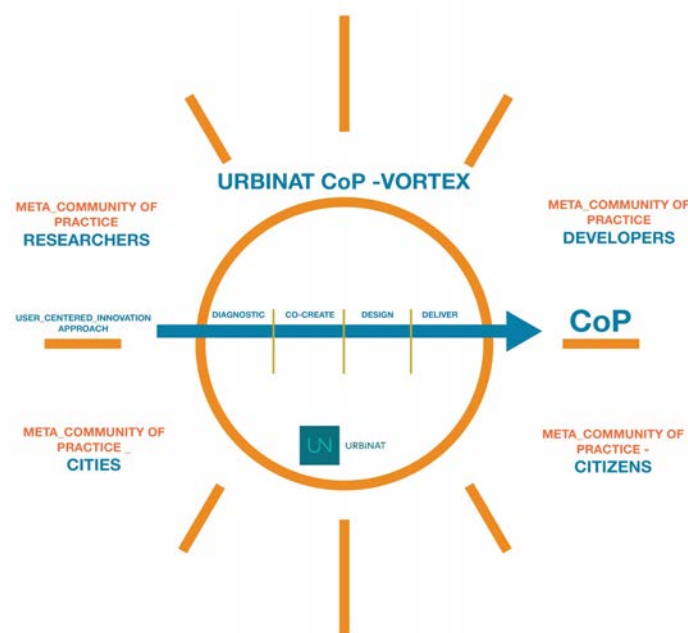 URBINAT CoP -VORTEX
META_COMMUNITY OF
PRACTICE
RESEARCHERS
META_COMMUNITY OF
PRACTICE
DEVELOPERS
USER_CENTERED_INNOVATION
APPROACH
DIAGNOSTIC
CO-CREATE
DESIGN
DELIVER
CoP
META_COMMUNITY OF
PRACTICE _
CITIES
UN
URBiNAT
META_COMMUNITY OF
PRACTICE -
CITIZENS